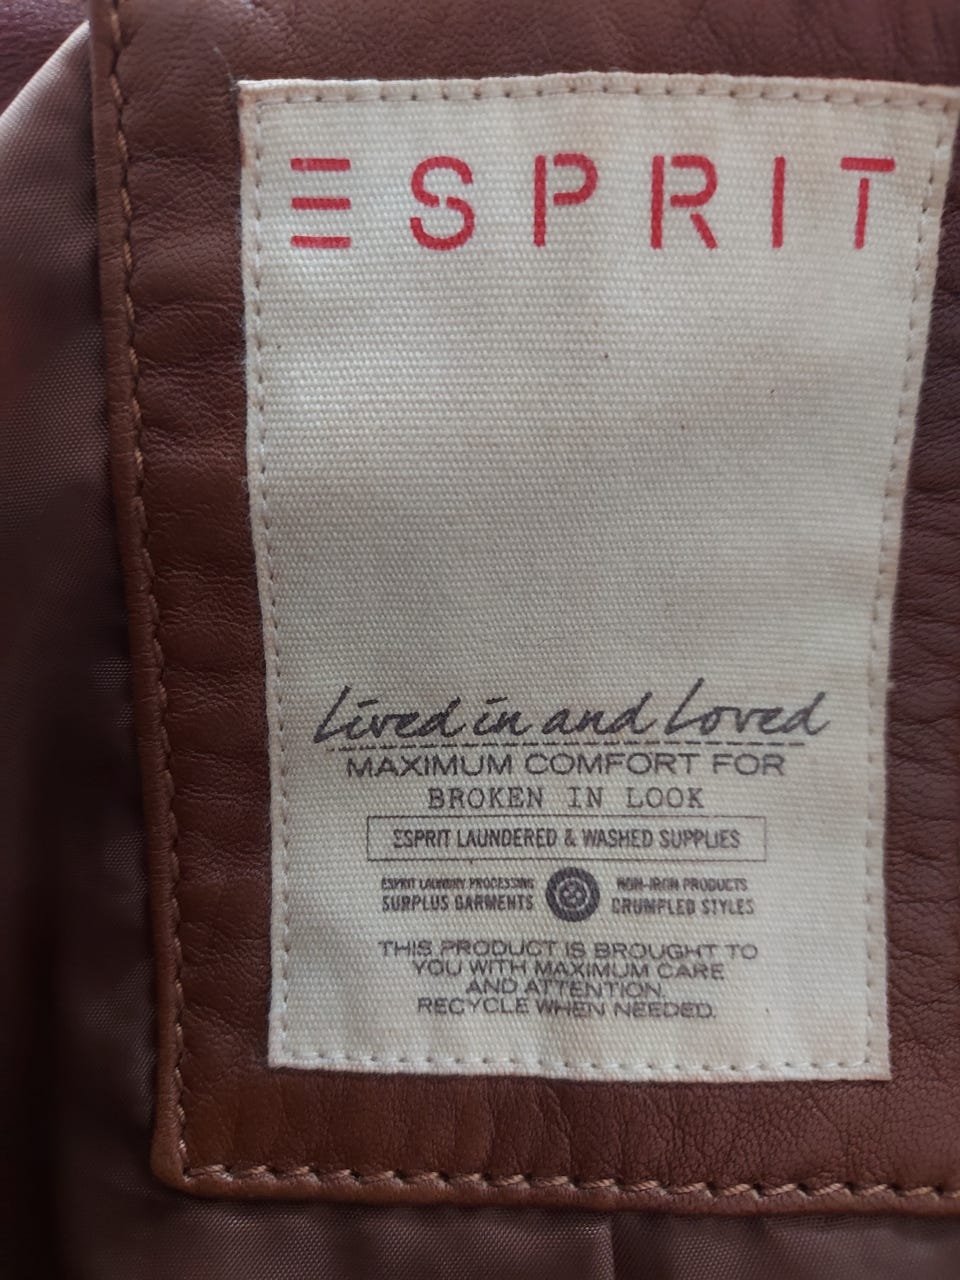 ESPRIT
Lived in and Loved
MAXIMUM COMFORT FOR
BROKEN IN LOOK
ESPRIT LAUNDERED & WASHED SUPPLIES
ESPRIT LAUNDRY PROCESSING NON-IRON PRODUCTS
SURPLUS GARMENTS CRUMPLED STYLES
THIS PRODUCT IS BROUGHT TO
YOU WITH MAXIMUM CARE
AND ATTENTION.
RECYCLE WHEN NEEDED.